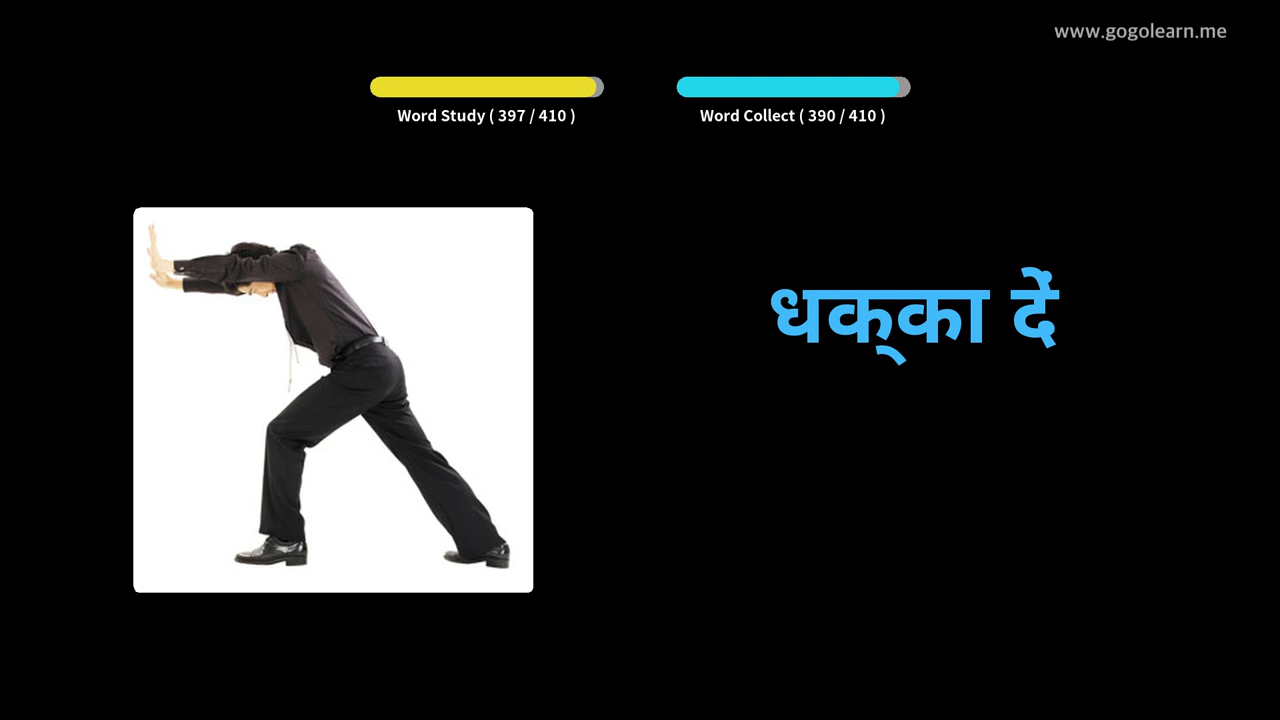 www.gogolearn.me
Word Study ( 397 / 410 ) Word Collect ( 390 / 410 )
धक्का दें